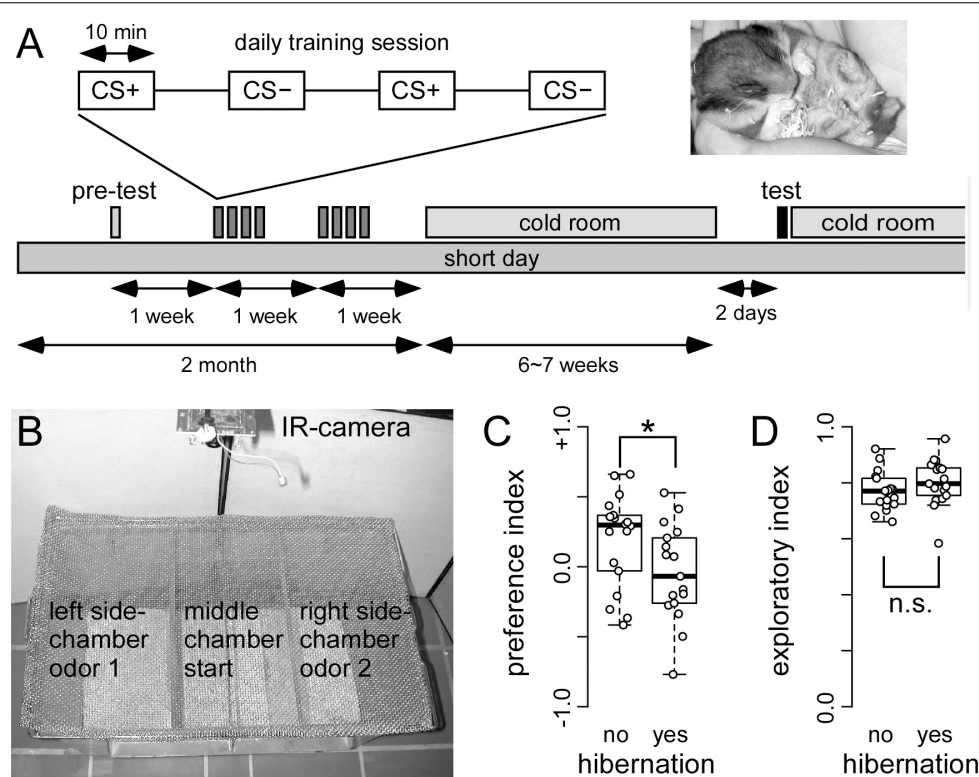 A
10 min
daily training session
CS+ CS− CS+ CS−
pre-test
test
cold room
cold room
short day
1 week 1 week 1 week
2 days
2 month
6~7 weeks
B
IR-camera
left side-
chamber
odor 1
middle
chamber
start
right side-
chamber
odor 2
C
preference index
+1.0
0.0
-1.0
*
no yes
hibernation
D
exploratory index
1.0
0.0
n.s.
no yes
hibernation